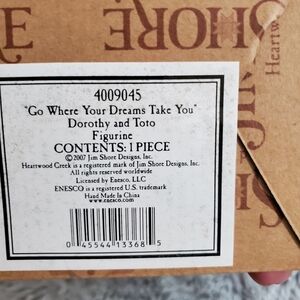 SHORE
Heartwood
4009045
"Go Where Your Dreams Take You"
Dorothy and Toto
Figurine
CONTENTS: 1 PIECE
©2007 Jim Shore Designs, Inc.
Heartwood Creek is a registered mark of Jim Shore Designs, Inc.
All rights reserved worldwide
Licensed by Enesco, LLC
ENESCO is a registered U.S. trademark
Hand Made In China
www.enesco.com
0 45544 13368 5